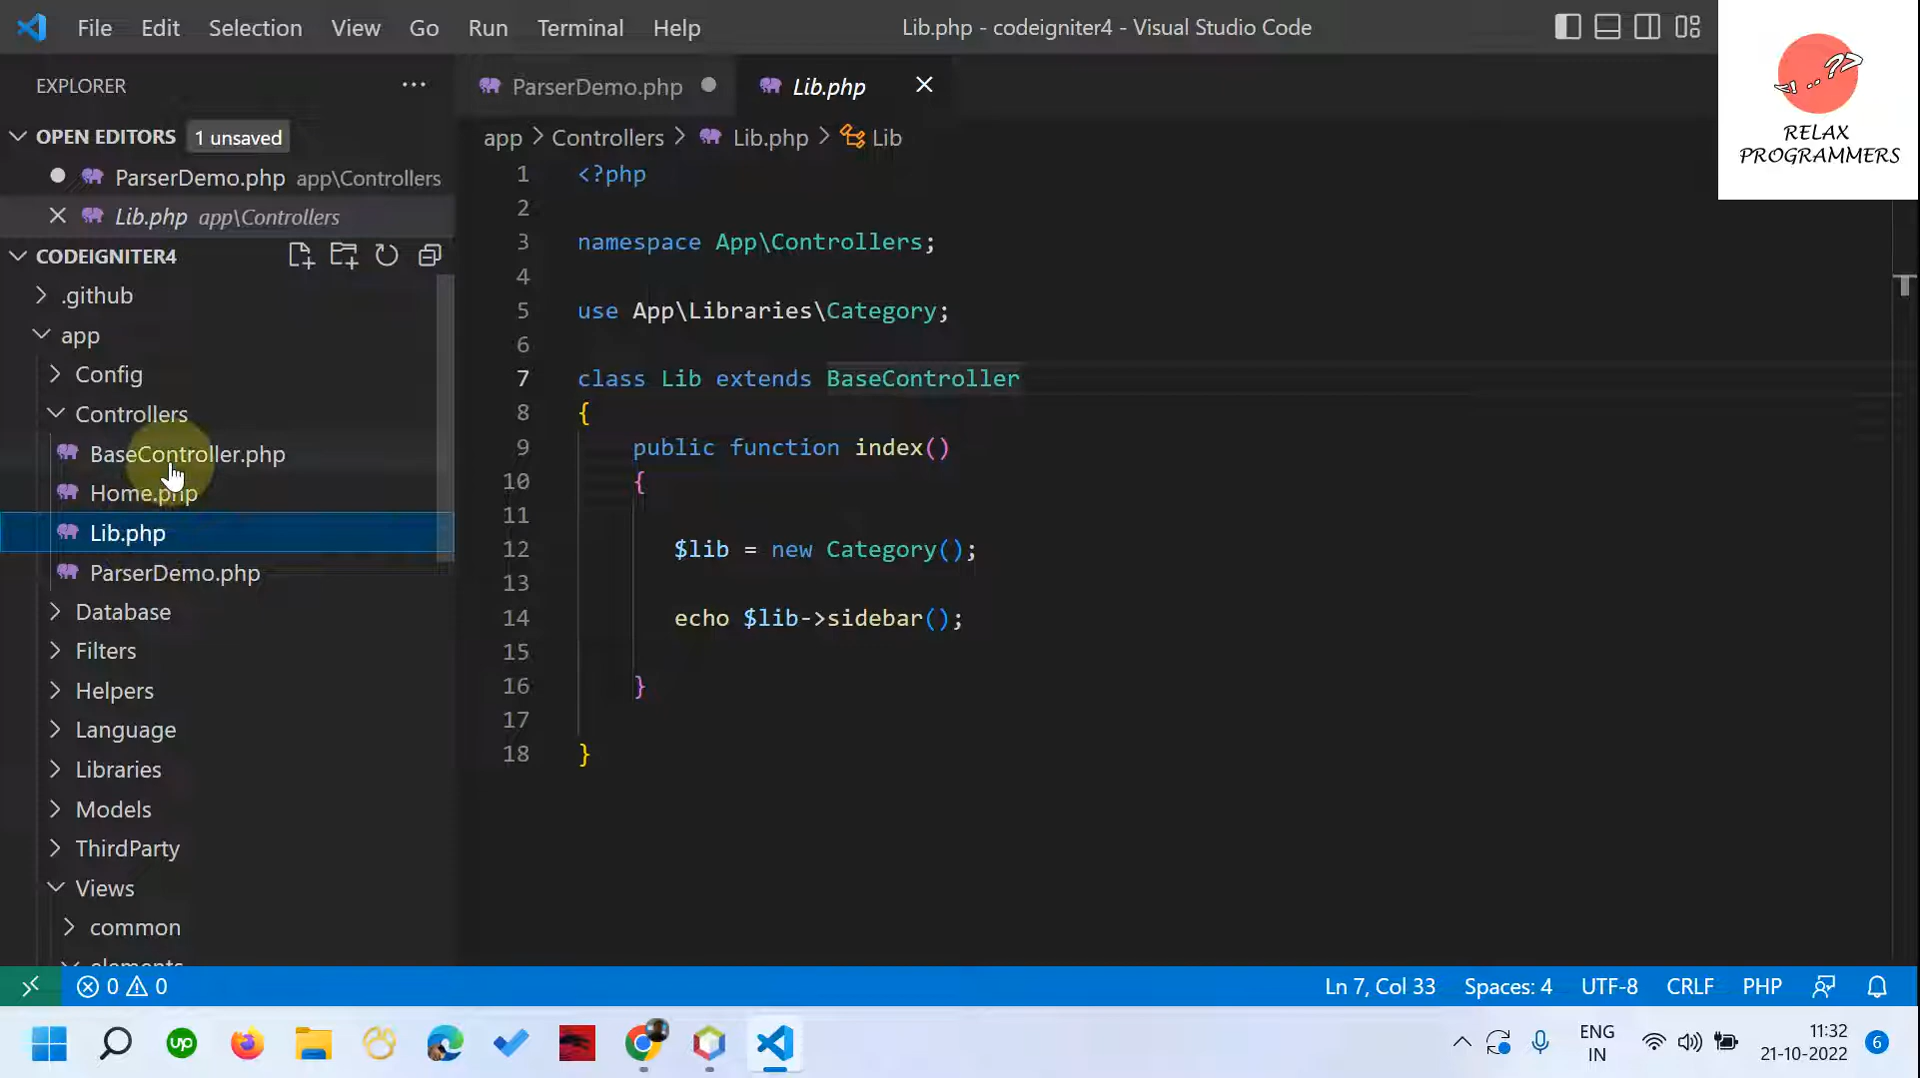 File Edit Selection View Go Run Terminal Help
Lib.php - codeigniter4 - Visual Studio Code
RELAX
PROGRAMMERS
EXPLORER
OPEN EDITORS 1 unsaved
ParserDemo.php app\Controllers
Lib.php app\Controllers
CODEIGNITER4
.github
app
Config
Controllers
BaseController.php
Home.php
Lib.php
ParserDemo.php
Database
Filters
Helpers
Language
Libraries
Models
ThirdParty
Views
common
elements
ParserDemo.php Lib.php
app > Controllers > Lib.php > Lib
1 <?php
2
3 namespace App\Controllers;
4
5 use App\Libraries\Category;
6
7 class Lib extends BaseController
8 {
9 public function index()
10 {
11
12 $lib = new Category();
13
14 echo $lib->sidebar();
15
16 }
17
18 }
0 0
Ln 7, Col 33 Spaces: 4 UTF-8 CRLF PHP
up
ENG
IN
11:32
21-10-2022
6